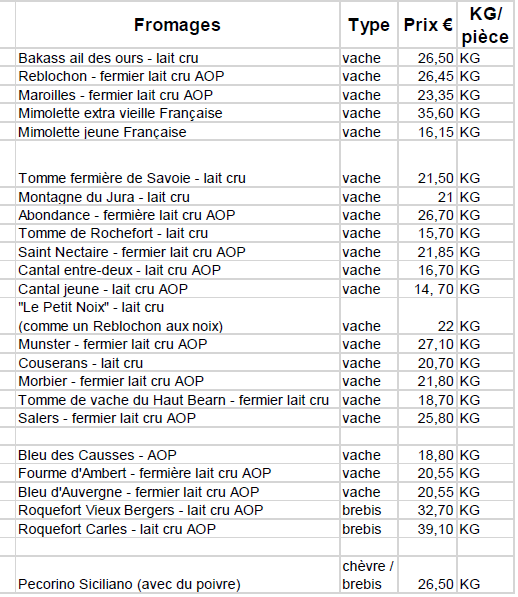 Fromages Type Prix € KG/
pièce
Bakass ail des ours - lait cru vache 26,50 KG
Reblochon - fermier lait cru AOP vache 26,45 KG
Maroilles - fermier lait cru AOP vache 23,35 KG
Mimolette extra vieille Française vache 35,60 KG
Mimolette jeune Française vache 16,15 KG
Tomme fermière de Savoie - lait cru vache 21,50 KG
Montagne du Jura - lait cru vache 21 KG
Abondance - fermière lait cru AOP vache 26,70 KG
Tomme de Rochefort - lait cru vache 15,70 KG
Saint Nectaire - fermier lait cru AOP vache 21,85 KG
Cantal entre-deux - lait cru AOP vache 16,70 KG
Cantal jeune - lait cru AOP vache 14, 70 KG
"Le Petit Noix" - lait cru
(comme un Reblochon aux noix) vache 22 KG
Munster - fermier lait cru AOP vache 27,10 KG
Couserans - lait cru vache 20,70 KG
Morbier - fermier lait cru AOP vache 21,80 KG
Tomme de vache du Haut Bearn - fermier lait cru vache 18,70 KG
Salers - fermier lait cru AOP vache 25,80 KG
Bleu des Causses - AOP vache 18,80 KG
Fourme d'Ambert - fermière lait cru AOP vache 20,55 KG
Bleu d'Auvergne - fermier lait cru AOP vache 20,55 KG
Roquefort Vieux Bergers - lait cru AOP brebis 32,70 KG
Roquefort Carles - lait cru AOP brebis 39,10 KG
chèvre /
Pecorino Siciliano (avec du poivre) brebis 26,50 KG